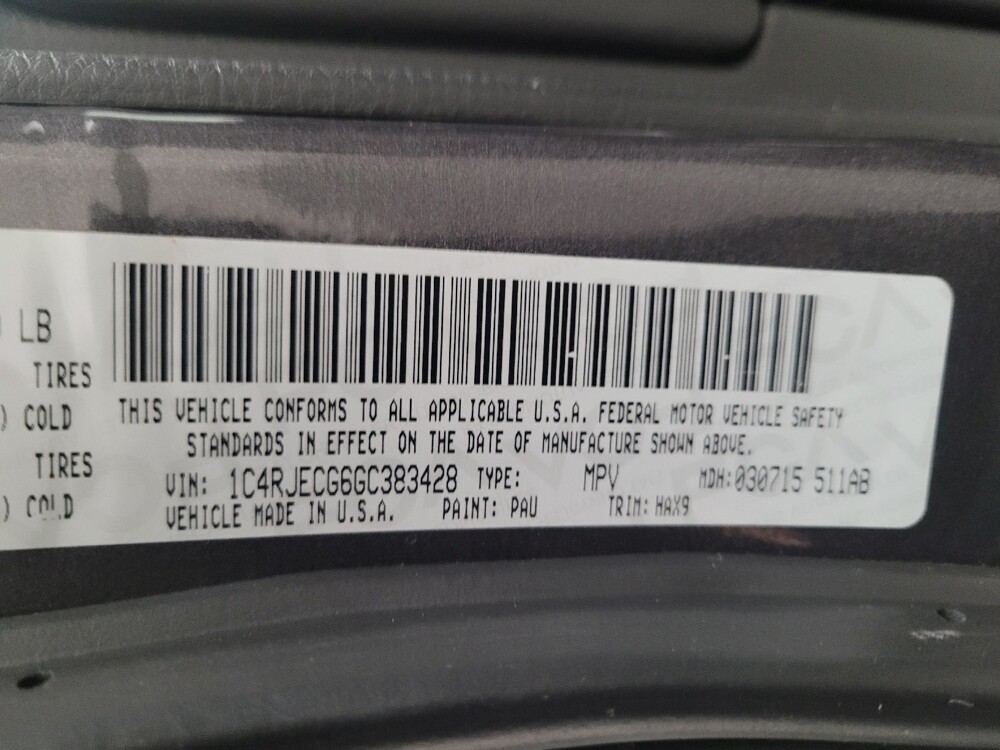 LB
TIRES
) COLD
TIRES
) COLD
THIS VEHICLE CONFORMS TO ALL APPLICABLE U.S.A. FEDERAL MOTOR VEHICLE SAFETY
STANDARDS IN EFFECT ON THE DATE OF MANUFACTURE SHOWN ABOVE.
VIN: 1C4RJECG6GC383428 TYPE: MPV MDH:030715 511AB
VEHICLE MADE IN U.S.A. PAINT: PAU TRIM: HAX9